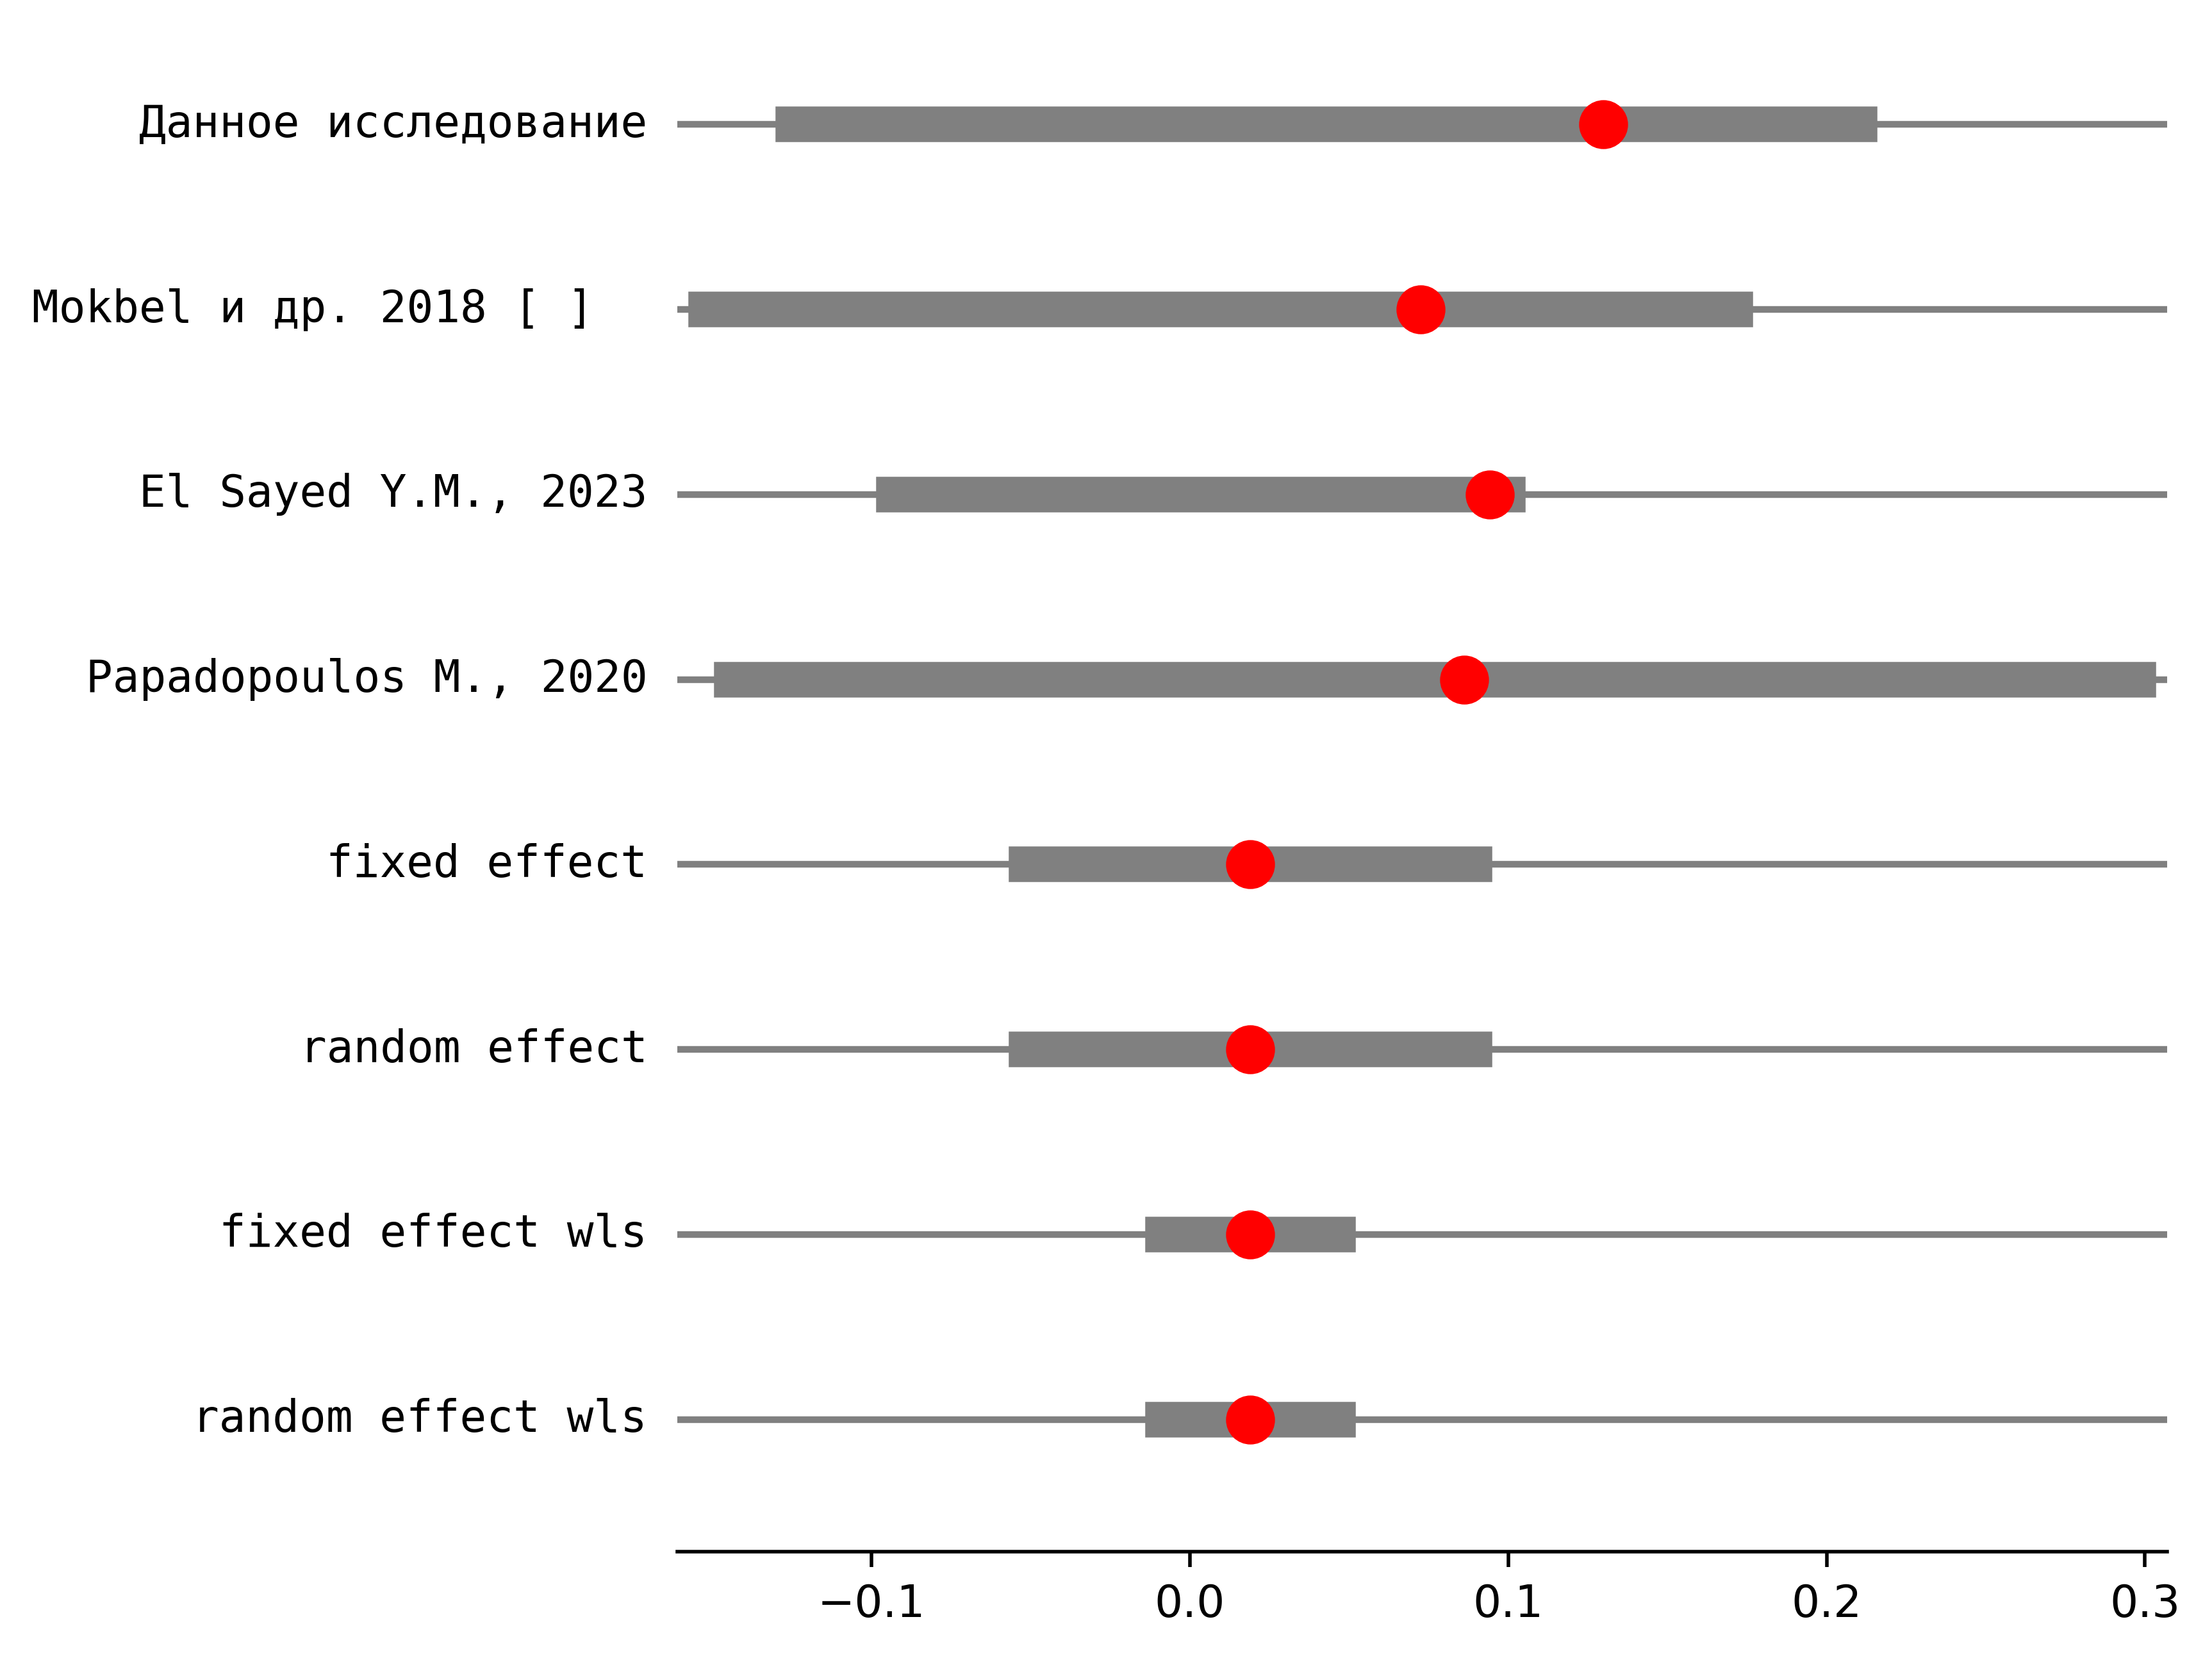 Данное исследование
Mokbel и др. 2018 [ ]
El Sayed Y.M., 2023
Papadopoulos M., 2020
fixed effect
random effect
fixed effect wls
random effect wls
−0.1 0.0 0.1 0.2 0.3